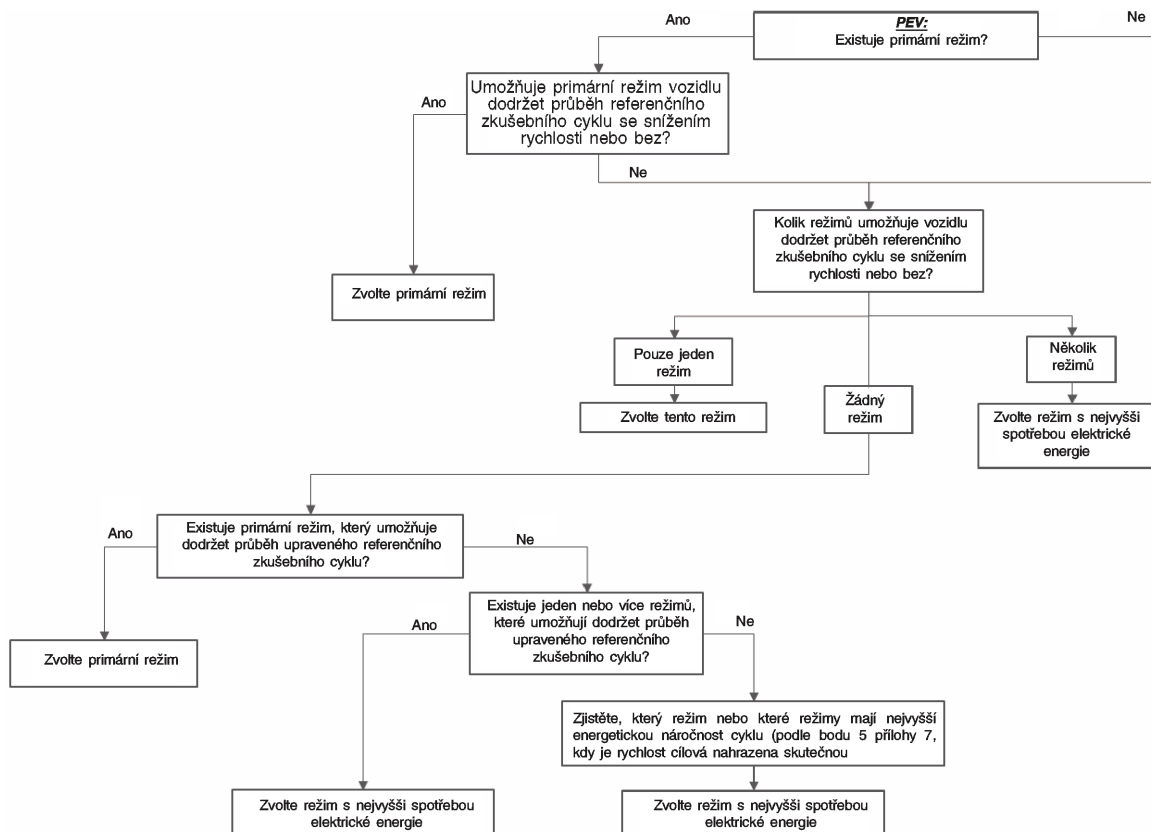 PEV:
Existuje primární režim?
Ano
Ne
Umožňuje primární režim vozidlu
dodržet průběh referenčního
zkušebního cyklu se snížením
rychlosti nebo bez?
Ano
Ne
Kolik režimů umožňuje vozidlu
dodržet průběh referenčního
zkušebního cyklu se snížením
rychlosti nebo bez?
Zvolte primární režim
Pouze jeden
režim
Několik
režimů
Zvolte tento režim
Žádný
režim
Zvolte režim s nejvyšši
spotřebou elektrické
energie
Existuje primární režim, který umožňuje
dodržet průběh upraveného referenčního
zkušebního cyklu?
Ano
Ne
Existuje jeden nebo více režimů,
které umožňují dodržet průběh
upraveného referenčního
zkušebního cyklu?
Ano
Ne
Zvolte primární režim
Zjistěte, který režim nebo které režimy mají nejvyšší
energetickou náročnost cyklu (podle bodu 5 přílohy 7,
kdy je rychlost cílová nahrazena skutečnou
Zvolte režim s nejvyšši spotřebou
elektrické energie
Zvolte režim s nejvyšši spotřebou
elektrické energie